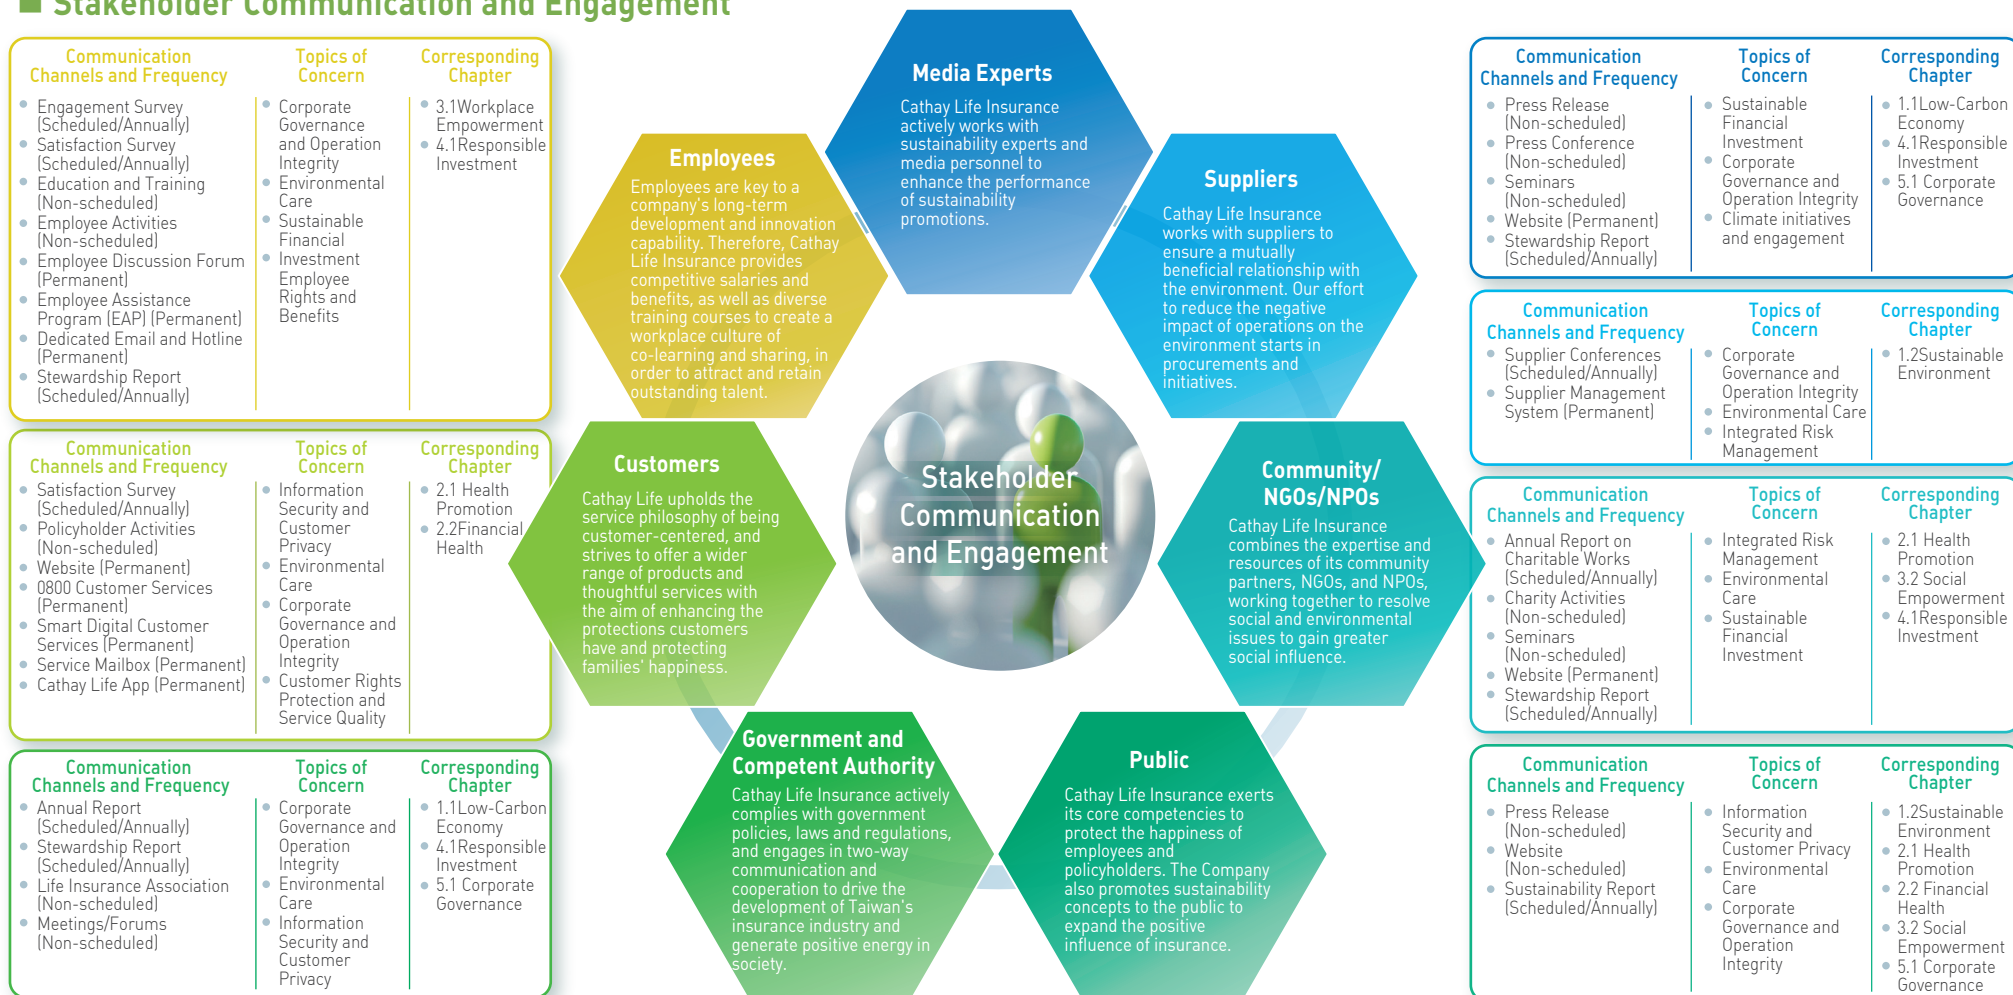 Stakeholder Communication and Engagement
Communication
Channels and Frequency
Engagement Survey
(Scheduled/Annually)
Satisfaction Survey
(Scheduled/Annually)
Education and Training
(Non-scheduled)
Employee Activities
(Non-scheduled)
Employee Discussion Forum
(Permanent)
Employee Assistance
Program (EAP) (Permanent)
Dedicated Email and Hotline
(Permanent)
Stewardship Report
(Scheduled/Annually)
Topics of
Concern
Corporate
Governance
and Operation
Integrity
Environmental
Care
Sustainable
Financial
Investment
Employee
Rights and
Benefits
Corresponding
Chapter
3.1Workplace
Empowerment
4.1Responsible
Investment
Communication
Channels and Frequency
Satisfaction Survey
(Scheduled/Annually)
Policyholder Activities
(Non-scheduled)
Website (Permanent)
0800 Customer Services
(Permanent)
Smart Digital Customer
Services (Permanent)
Service Mailbox (Permanent)
Cathay Life App (Permanent)
Topics of
Concern
Information
Security and
Customer
Privacy
Environmental
Care
Corporate
Governance and
Operation
Integrity
Customer Rights
Protection and
Service Quality
Corresponding
Chapter
2.1 Health
Promotion
2.2Financial
Health
Communication
Channels and Frequency
Annual Report
(Scheduled/Annually)
Stewardship Report
(Scheduled/Annually)
Life Insurance Association
(Non-scheduled)
Meetings/Forums
(Non-scheduled)
Topics of
Concern
Corporate
Governance and
Operation
Integrity
Environmental
Care
Information
Security and
Customer
Privacy
Corresponding
Chapter
1.1Low-Carbon
Economy
4.1Responsible
Investment
5.1 Corporate
Governance
Media Experts
Cathay Life Insurance
actively works with
sustainability experts and
media personnel to
enhance the performance
of sustainability
promotions.
Employees
Employees are key to a
company's long-term
development and innovation
capability. Therefore, Cathay
Life Insurance provides
competitive salaries and
benefits, as well as diverse
training courses to create a
workplace culture of
co-learning and sharing, in
order to attract and retain
outstanding talent.
Suppliers
Cathay Life Insurance
works with suppliers to
ensure a mutually
beneficial relationship with
the environment. Our effort
to reduce the negative
impact of operations on the
environment starts in
procurements and
initiatives.
Customers
Cathay Life upholds the
service philosophy of being
customer-centered, and
strives to offer a wider
range of products and
thoughtful services with
the aim of enhancing the
protections customers
have and protecting
families' happiness.
Stakeholder
Communication
and Engagement
Community/
NGOs/NPOs
Cathay Life Insurance
combines the expertise and
resources of its community
partners, NGOs, and NPOs,
working together to resolve
social and environmental
issues to gain greater
social influence.
Government and
Competent Authority
Cathay Life Insurance actively
complies with government
policies, laws and regulations,
and engages in two-way
communication and
cooperation to drive the
development of Taiwan's
insurance industry and
generate positive energy in
society.
Public
Cathay Life Insurance exerts
its core competencies to
protect the happiness of
employees and
policyholders. The Company
also promotes sustainability
concepts to the public to
expand the positive
influence of insurance.
Communication
Channels and Frequency
Press Release
(Non-scheduled)
Press Conference
(Non-scheduled)
Seminars
(Non-scheduled)
Website (Permanent)
Stewardship Report
(Scheduled/Annually)
Topics of
Concern
Sustainable
Financial
Investment
Corporate
Governance and
Operation Integrity
Climate initiatives
and engagement
Corresponding
Chapter
1.1Low-Carbon
Economy
4.1Responsible
Investment
5.1 Corporate
Governance
Communication
Channels and Frequency
Supplier Conferences
(Scheduled/Annually)
Supplier Management
System (Permanent)
Topics of
Concern
Corporate
Governance and
Operation Integrity
Environmental Care
Integrated Risk
Management
Corresponding
Chapter
1.2Sustainable
Environment
Communication
Channels and Frequency
Annual Report on
Charitable Works
(Scheduled/Annually)
Charity Activities
(Non-scheduled)
Seminars
(Non-scheduled)
Website (Permanent)
Stewardship Report
(Scheduled/Annually)
Topics of
Concern
Integrated Risk
Management
Environmental
Care
Sustainable
Financial
Investment
Corresponding
Chapter
2.1 Health
Promotion
3.2 Social
Empowerment
4.1Responsible
Investment
Communication
Channels and Frequency
Press Release
(Non-scheduled)
Website
(Non-scheduled)
Sustainability Report
(Scheduled/Annually)
Topics of
Concern
Information
Security and
Customer Privacy
Environmental
Care
Corporate
Governance and
Operation
Integrity
Corresponding
Chapter
1.2Sustainable
Environment
2.1 Health
Promotion
2.2 Financial
Health
3.2 Social
Empowerment
5.1 Corporate
Governance